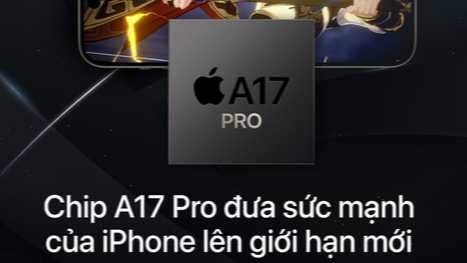 A17
PRO
Chip A17 Pro đưa sức mạnh
của iPhone lên giới hạn mới